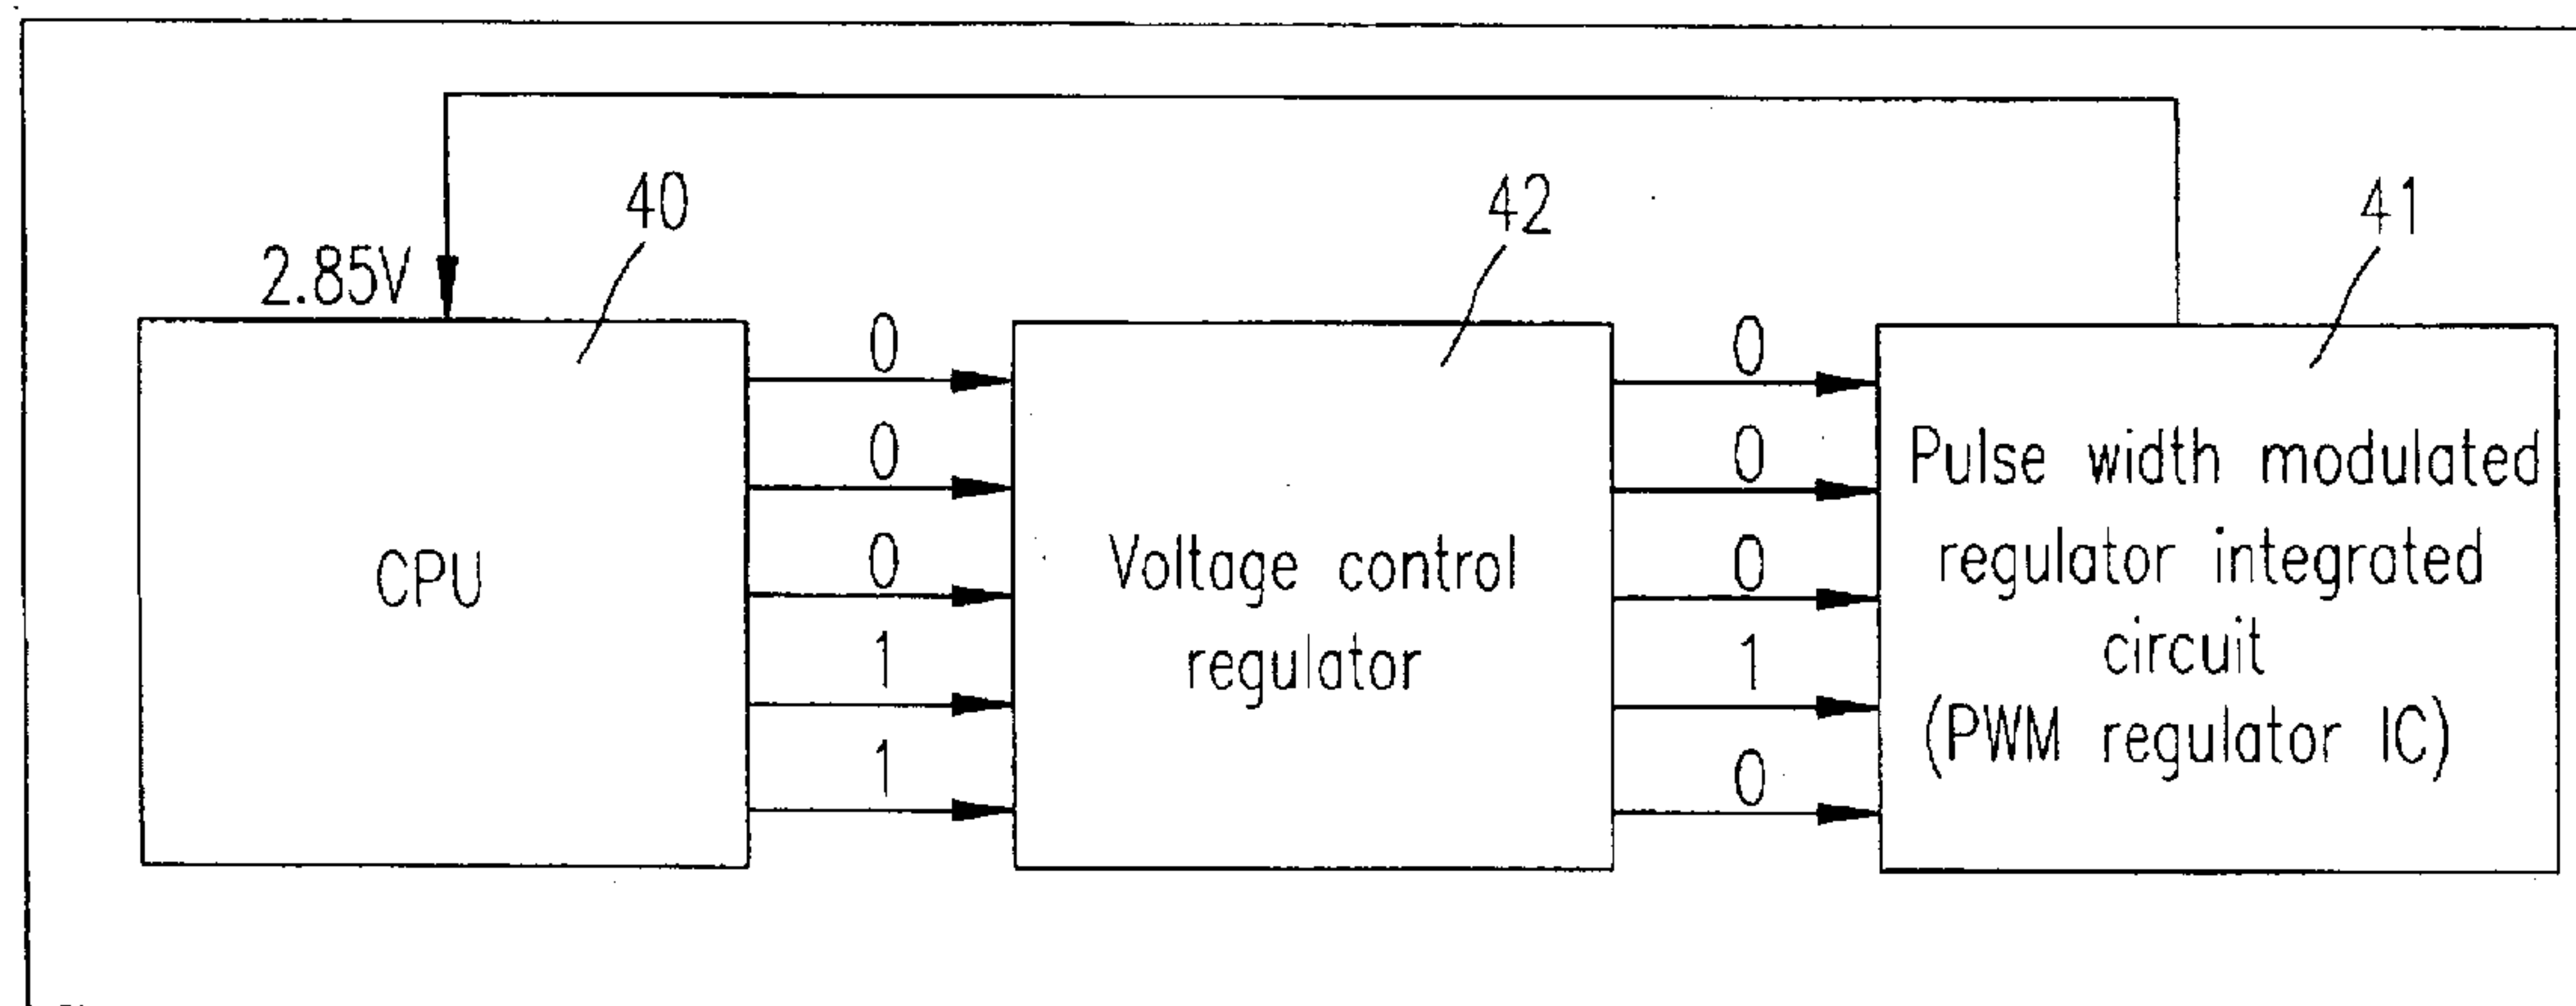 40
42
41
2.85V
0
0
0
1
1
0
0
0
1
0
CPU
Voltage control
regulator
Pulse width modulated
regulator integrated
circuit
(PWM regulator IC)